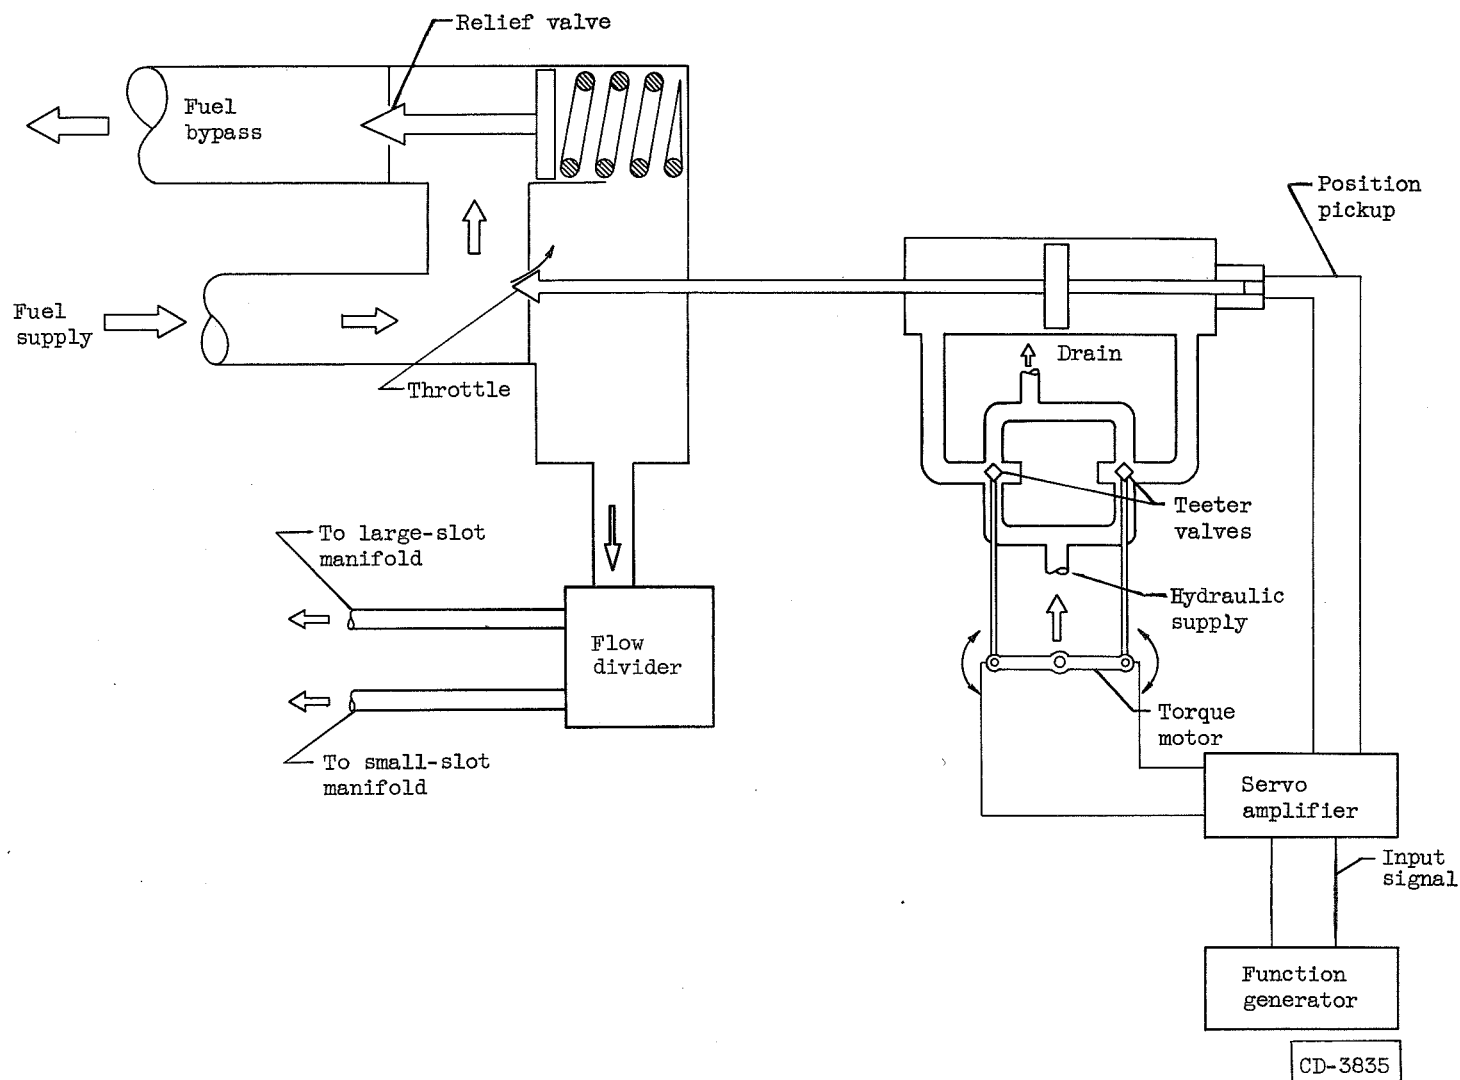 Relief valve
Fuel
bypass
Position
pickup
Fuel
supply
Throttle
Drain
Teeter
valves
To large-slot
manifold
Hydraulic
supply
Flow
divider
Torque
motor
To small-slot
manifold
Servo
amplifier
Input
signal
Function
generator
CD-3835